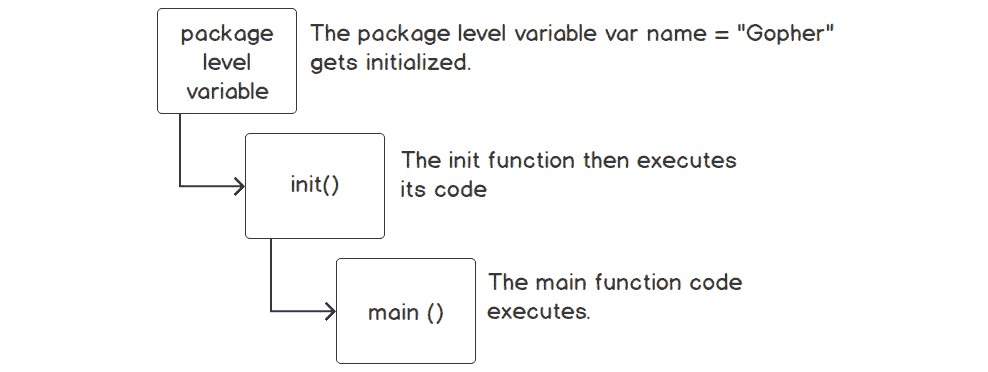 package
level
variable
The package level variable var name = "Gopher"
gets initialized.
init()
The init function then executes
its code
main ()
The main function code
executes.